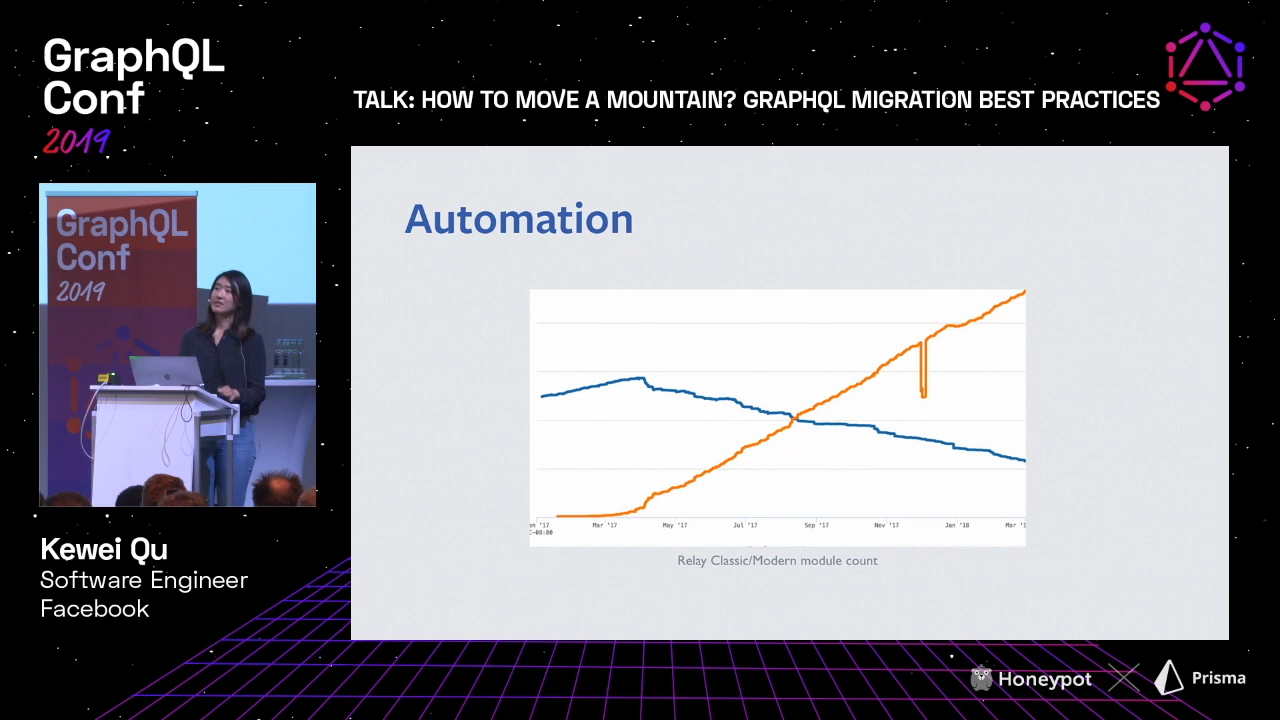 GraphQL
Conf
2019
TALK: HOW TO MOVE A MOUNTAIN? GRAPHQL MIGRATION BEST PRACTICES
GraphQL
Conf
2019
Automation
Mar '17
May '17
Jul '17
Sep '17
Nov '17
Jan '18
Relay Classic/Modern module count
Kewei Qu
Software Engineer
Facebook
Honeypot
Prisma